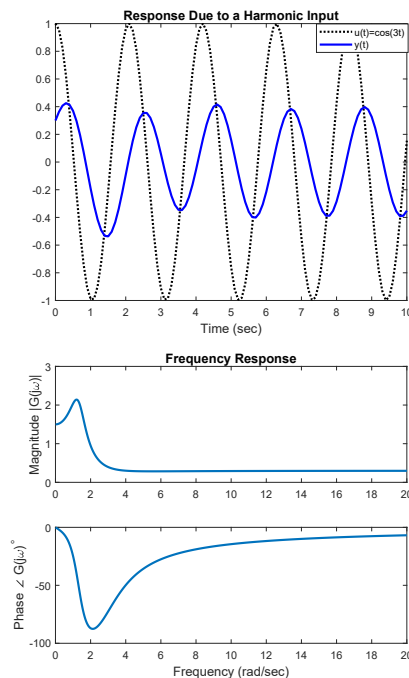 Response Due to a Harmonic Input
u(t)=cos(3t)
y(t)
1
0.8
0.6
0.4
0.2
0
-0.2
-0.4
-0.6
-0.8
-1
0 1 2 3 4 5 6 7 8 9 10
Time (sec)
Frequency Response
Magnitude |G(jω)|
3
2
1
0
0 2 4 6 8 10 12 14 16 18 20
Phase ∠ G(jω)°
0
-50
-100
0 2 4 6 8 10 12 14 16 18 20
Frequency (rad/sec)